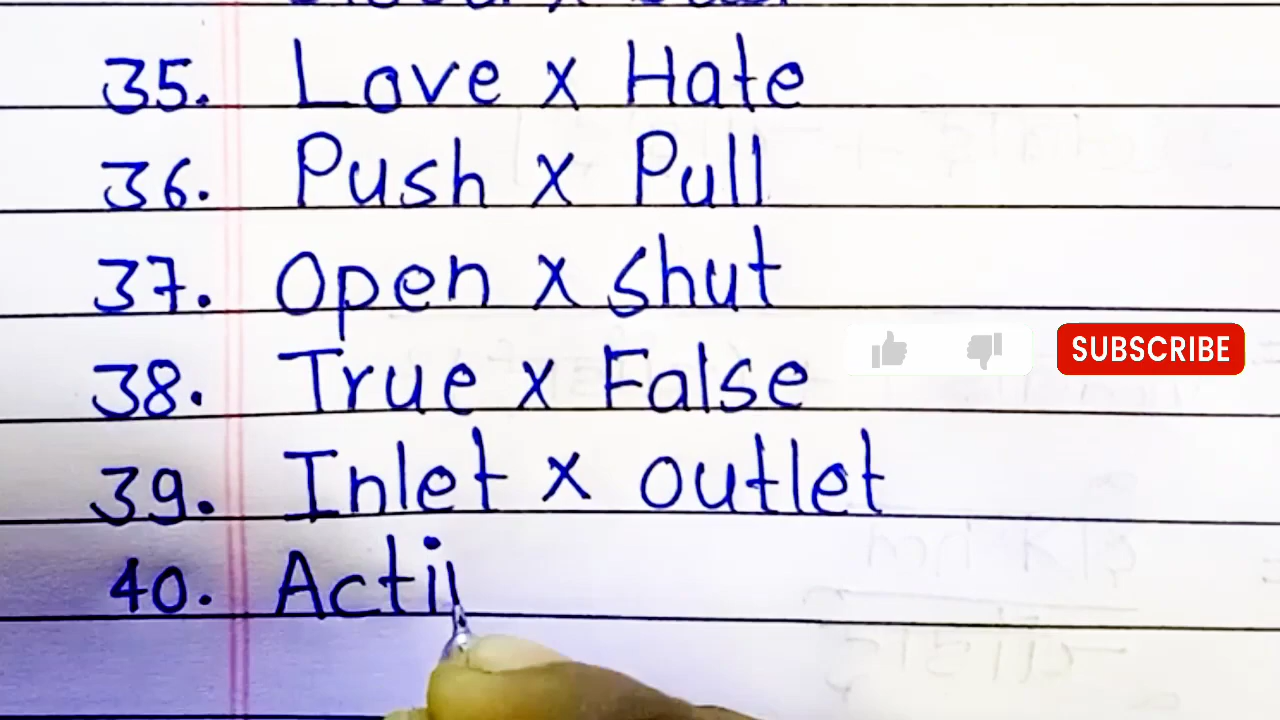 35. Love x Hate
36. Push x Pull
37. Open x shut
38. True x False
SUBSCRIBE
39. Inlet x outlet
40. Acti